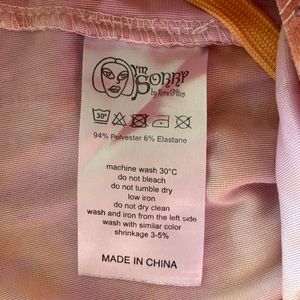 I'm
SORRY
by
30°
94% Polyester 6% Elastane
machine wash 30°C
do not bleach
do not tumble dry
low iron
do not dry clean
wash and iron from the left side
wash with similar color
shrinkage 3-5%
MADE IN CHINA